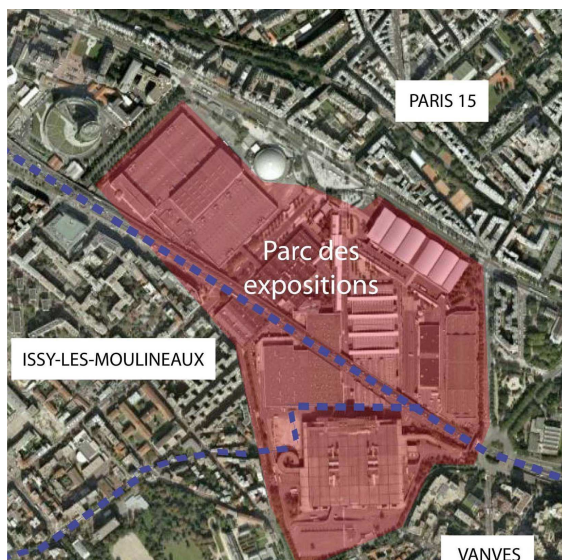 PARIS 15
Parc des
expositions
ISSY-LES-MOULINEAUX
VANVES